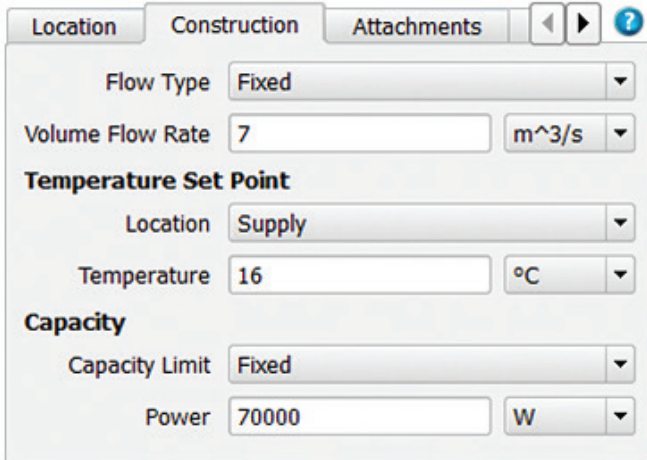 Location Construction Attachments ?
Flow Type Fixed
Volume Flow Rate 7 m^3/s
Temperature Set Point
Location Supply
Temperature 16 °C
Capacity
Capacity Limit Fixed
Power 70000 W